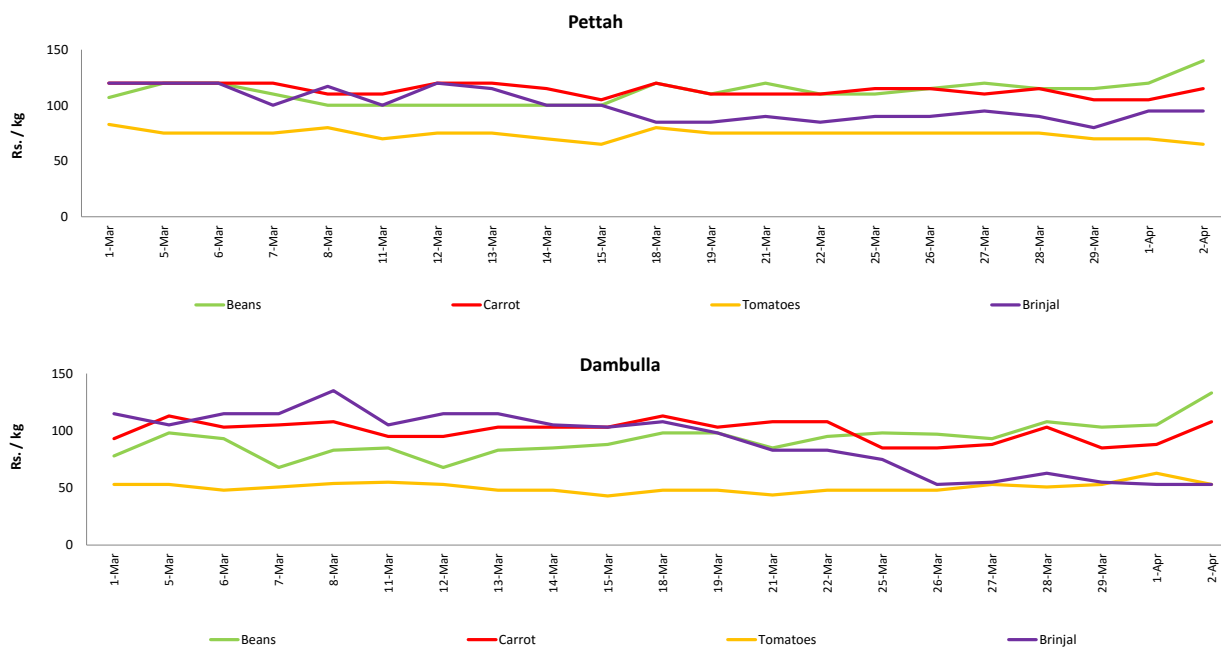 Pettah
150
100
50
0
Rs. / kg
1-Mar
5-Mar
6-Mar
7-Mar
8-Mar
11-Mar
12-Mar
13-Mar
14-Mar
15-Mar
18-Mar
19-Mar
21-Mar
22-Mar
25-Mar
26-Mar
27-Mar
28-Mar
29-Mar
1-Apr
2-Apr
Beans Carrot Tomatoes Brinjal
Dambulla
150
100
50
0
Rs. / kg
1-Mar
5-Mar
6-Mar
7-Mar
8-Mar
11-Mar
12-Mar
13-Mar
14-Mar
15-Mar
18-Mar
19-Mar
21-Mar
22-Mar
25-Mar
26-Mar
27-Mar
28-Mar
29-Mar
1-Apr
2-Apr
Beans Carrot Tomatoes Brinjal